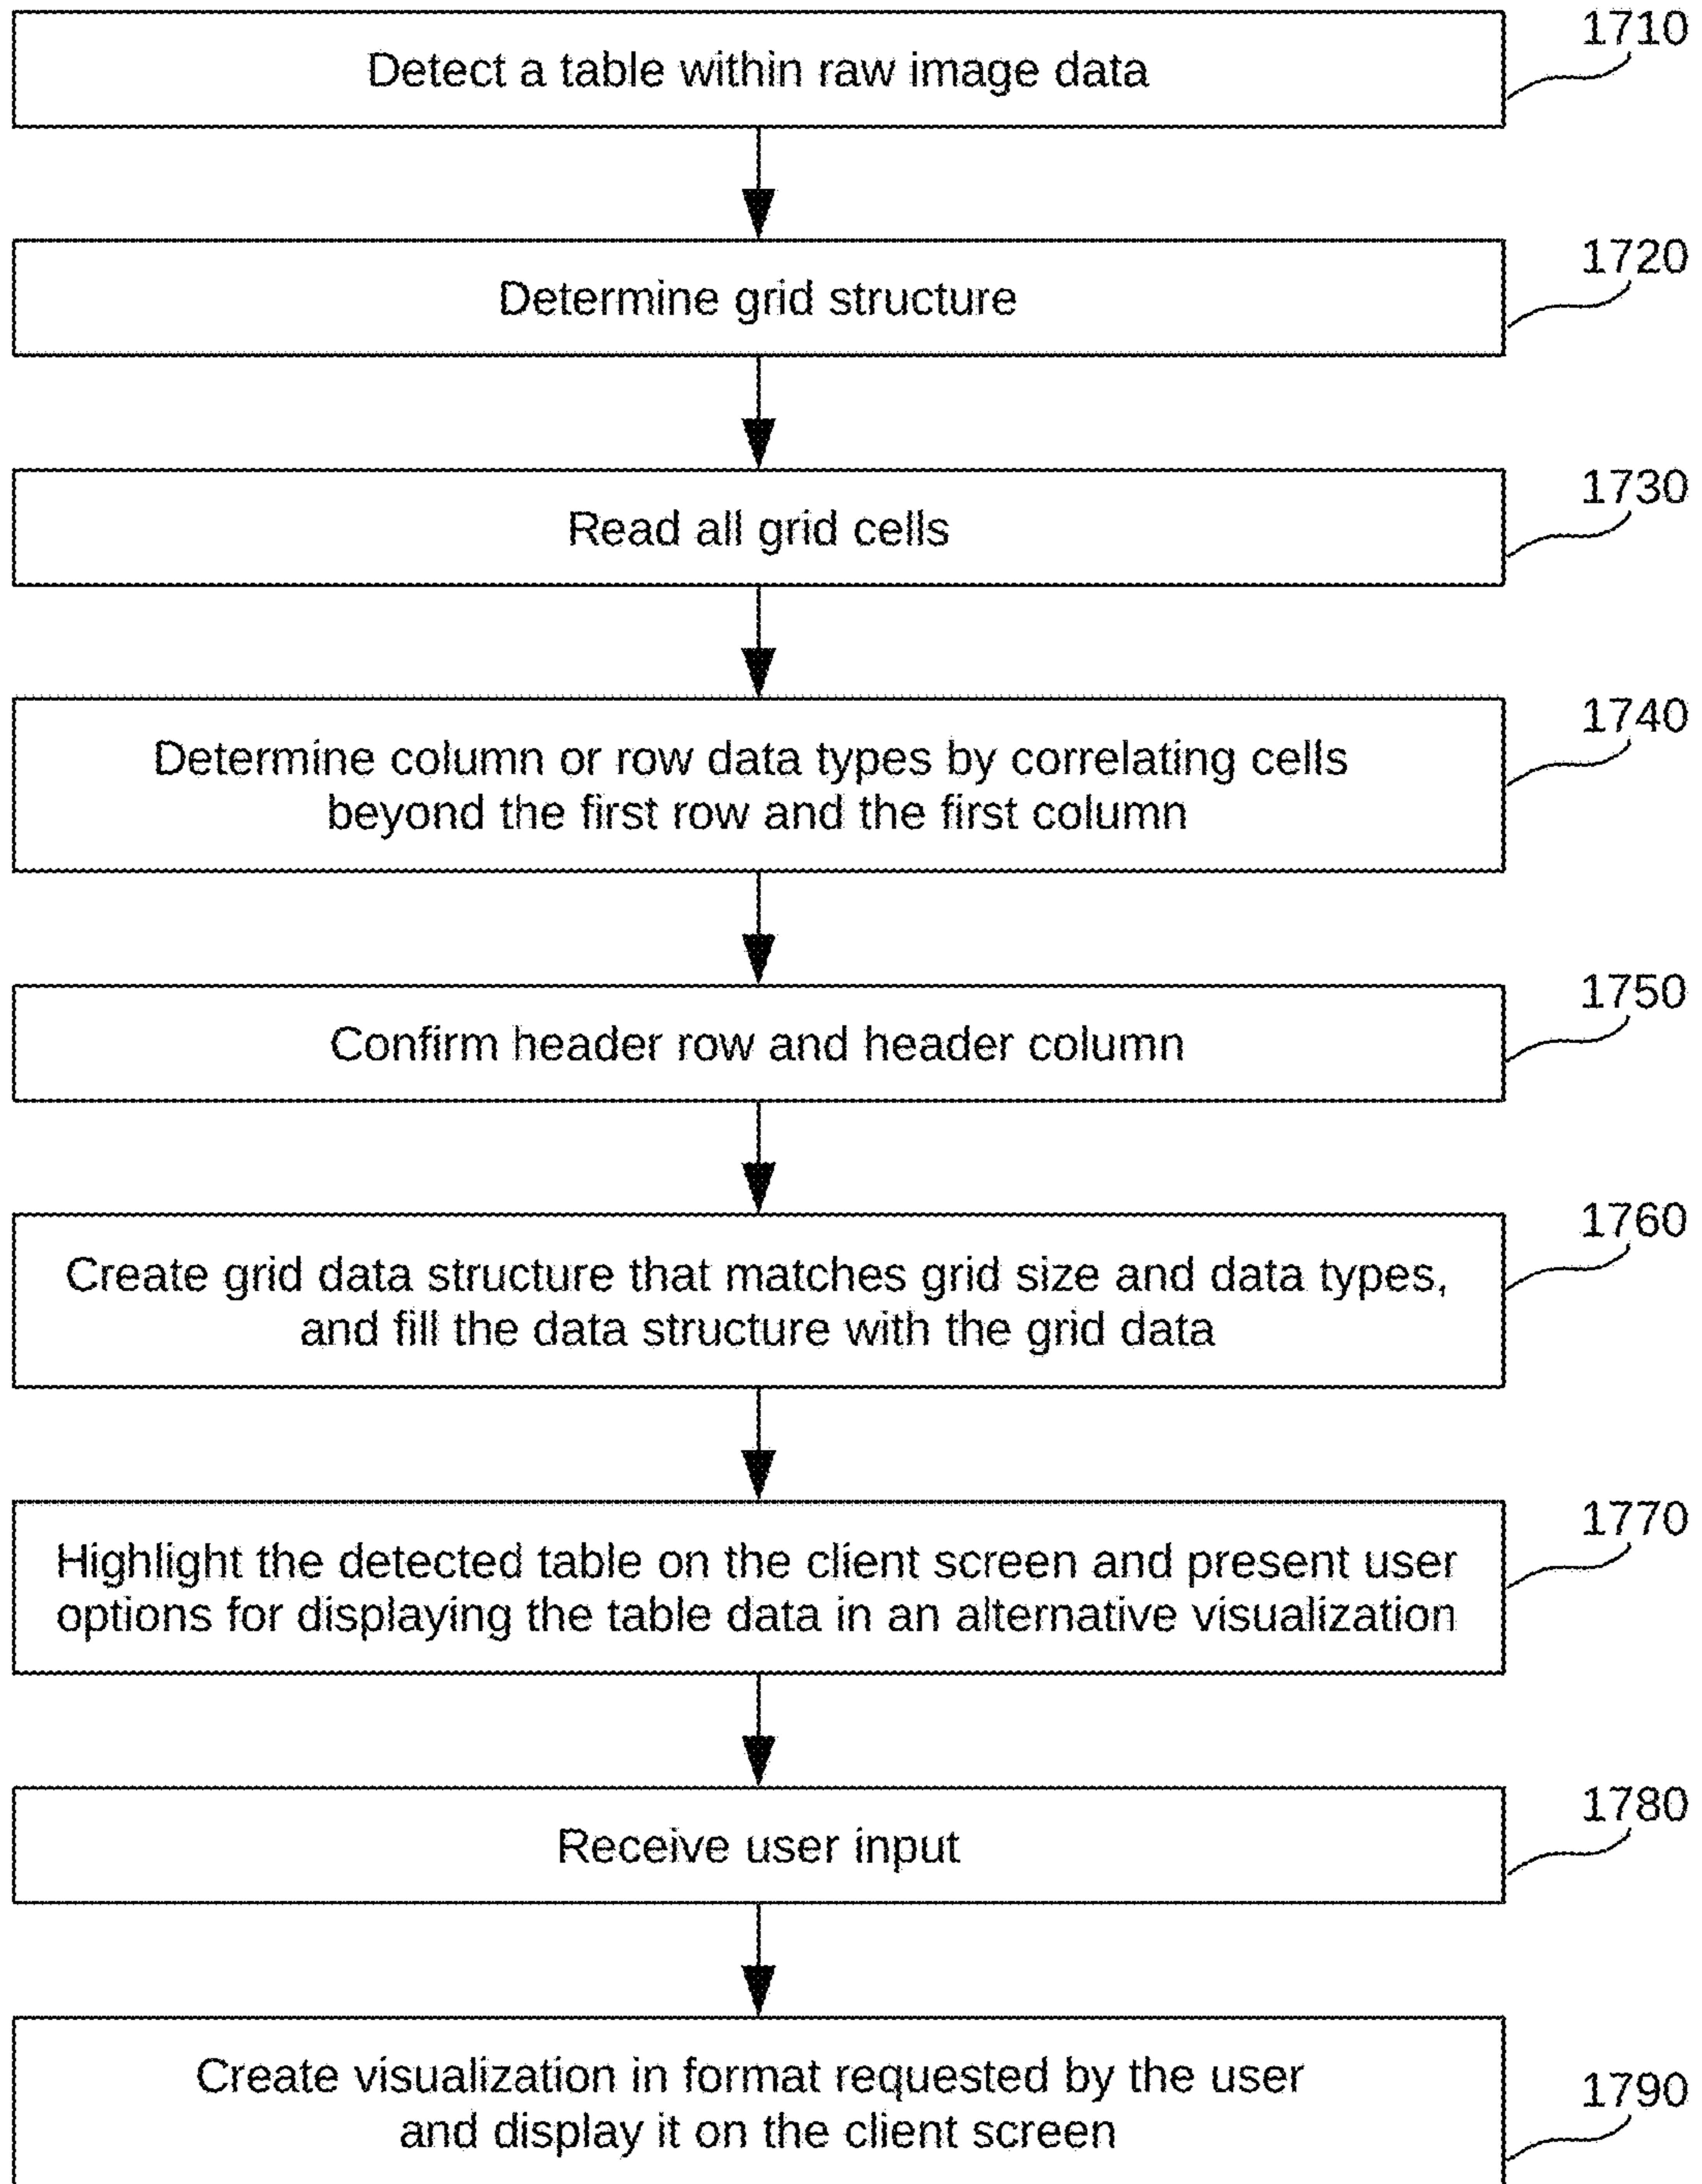 1710
Detect a table within raw image data
1720
Determine grid structure
1730
Read all grid cells
1740
Determine column or row data types by correlating cells
beyond the first row and the first column
1750
Confirm header row and header column
1760
Create grid data structure that matches grid size and data types,
and fill the data structure with the grid data
1770
Highlight the detected table on the client screen and present user
options for displaying the table data in an alternative visualization
1780
Receive user input
1790
Create visualization in format requested by the user
and display it on the client screen